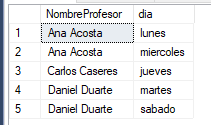 NombreProfesor dia
1 Ana Acosta lunes
2 Ana Acosta miercoles
3 Carlos Caseres jueves
4 Daniel Duarte martes
5 Daniel Duarte sabado